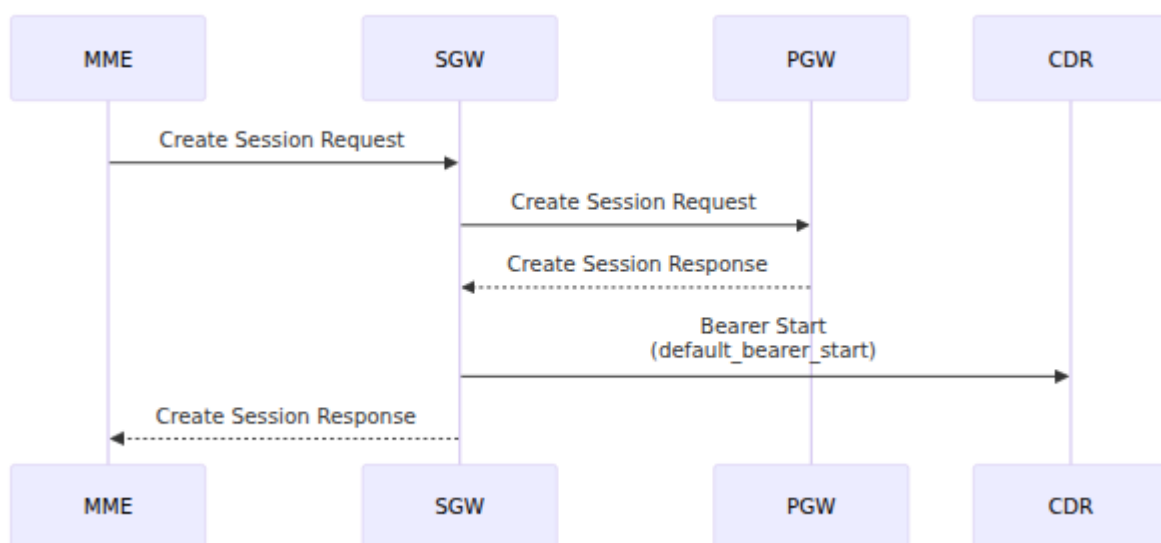 MME
SGW
PGW
CDR
Create Session Request
Create Session Request
Create Session Response
Bearer Start
(default_bearer_start)
Create Session Response
MME
SGW
PGW
CDR